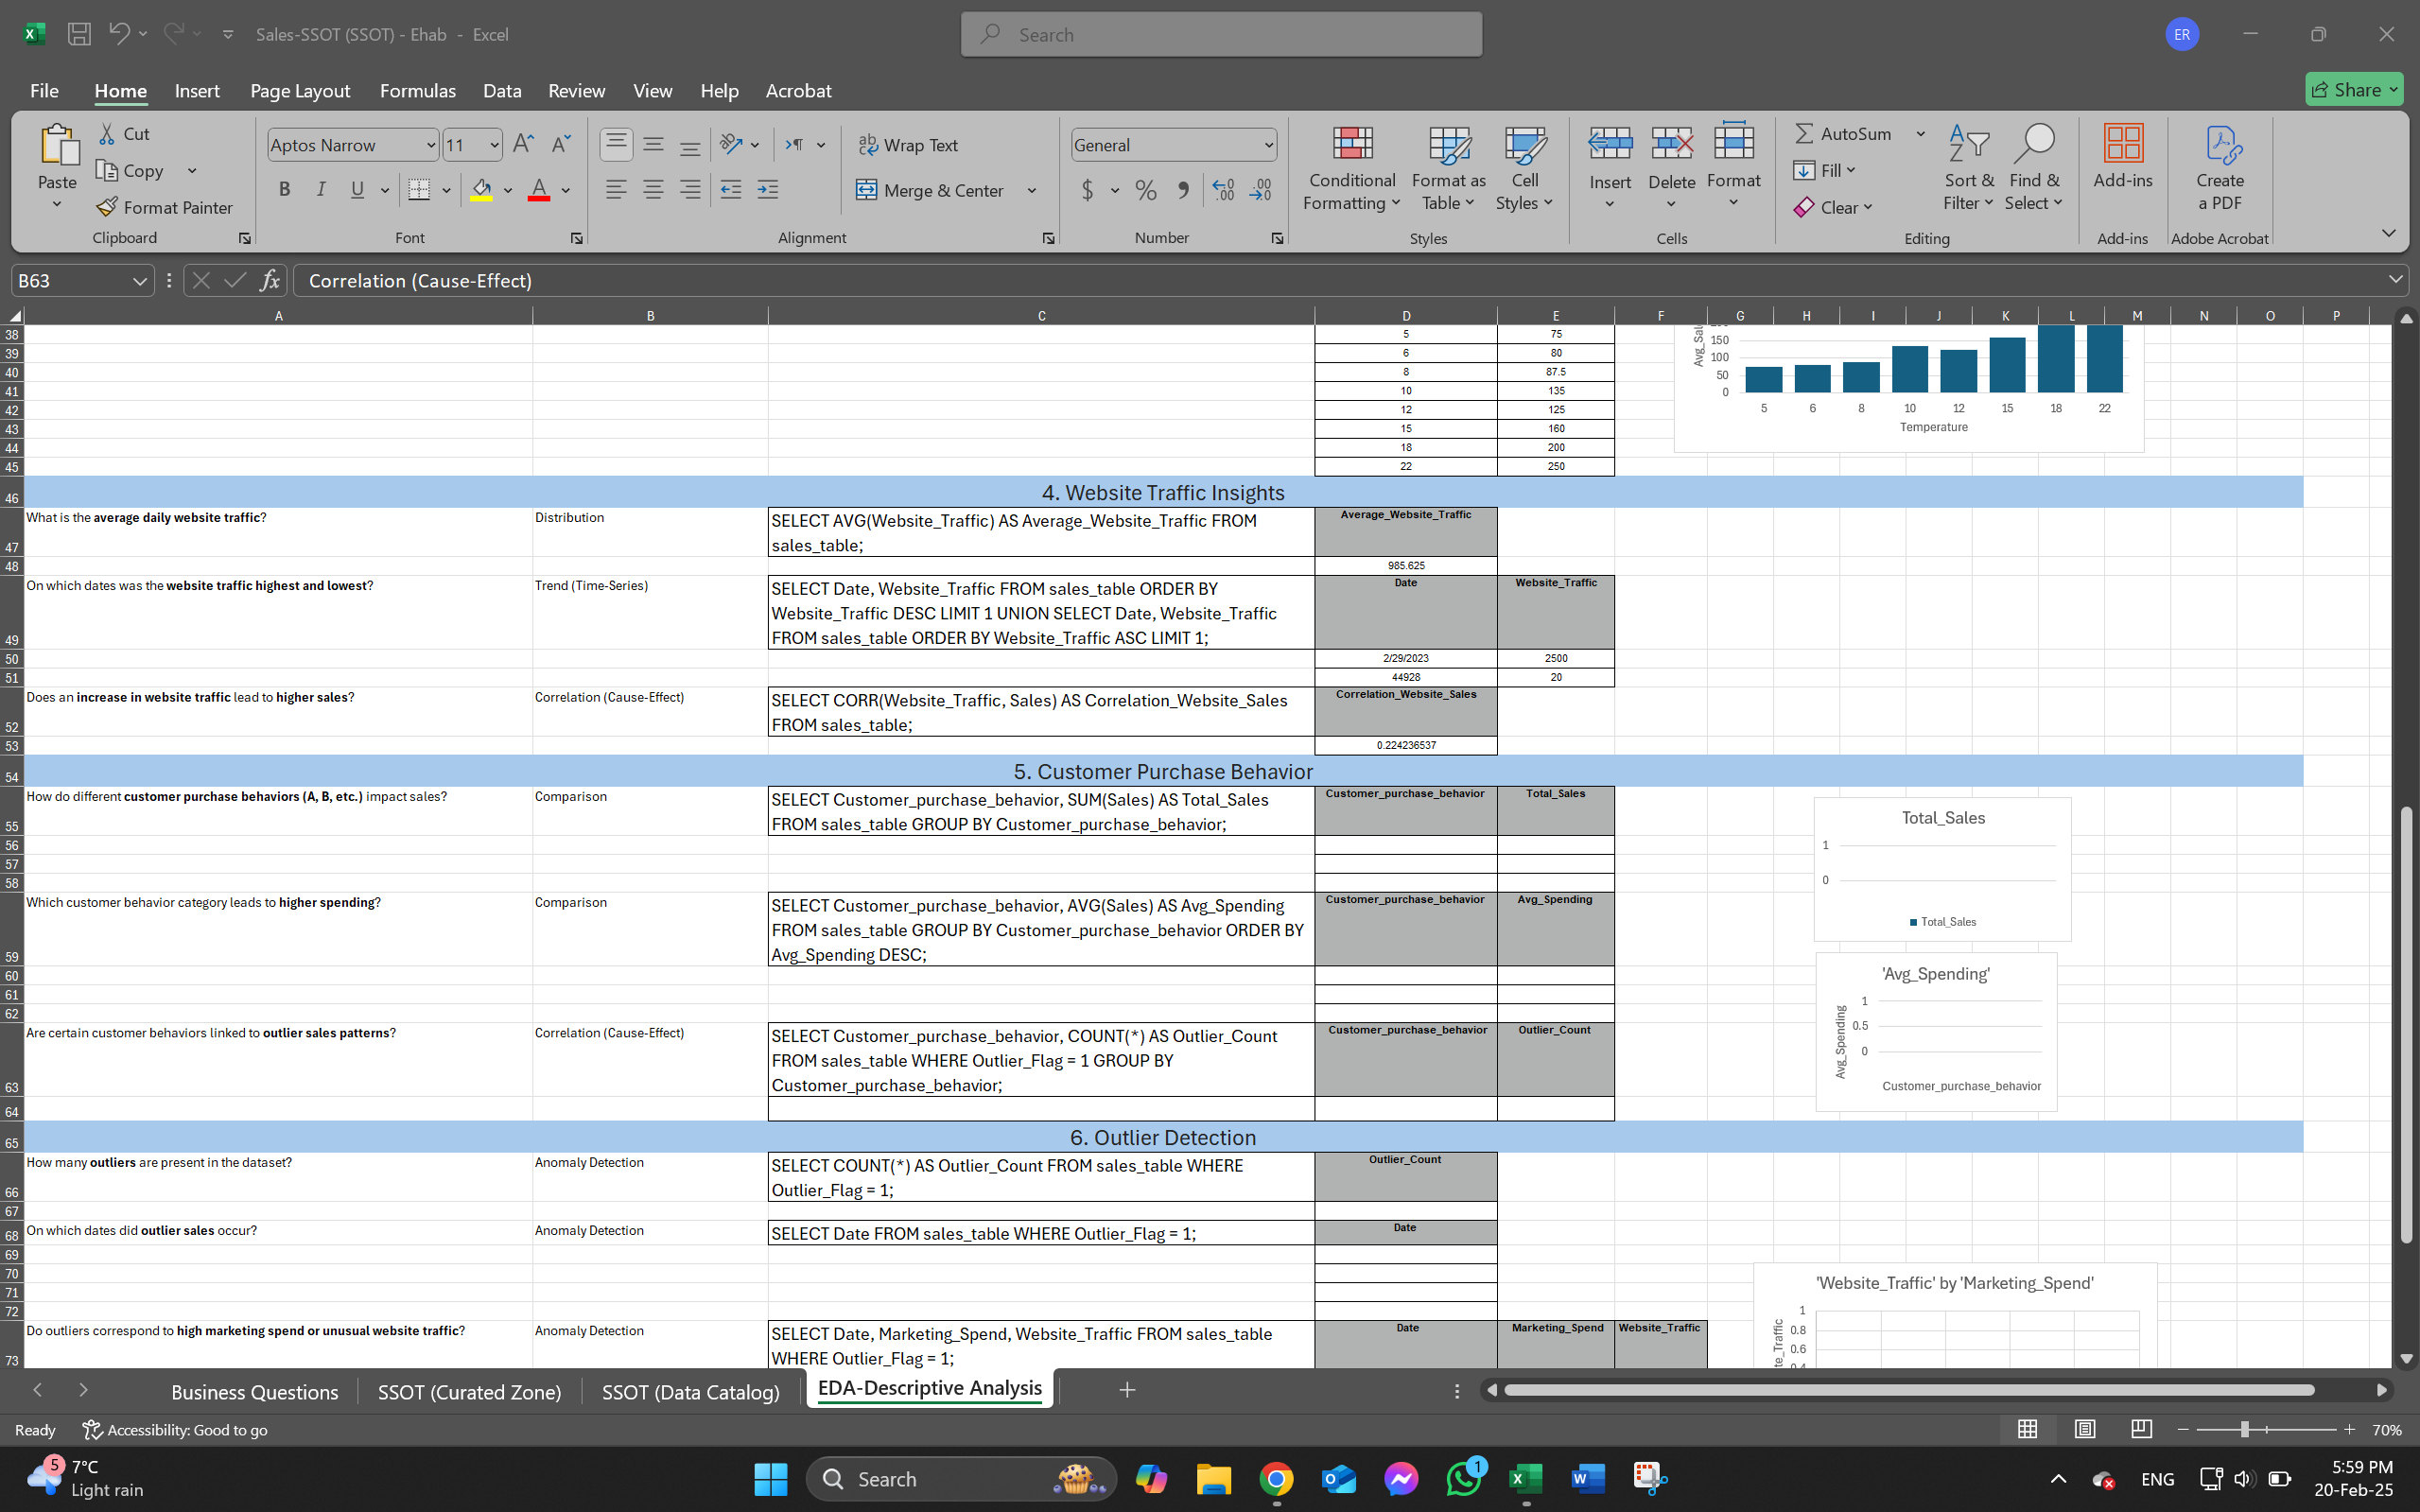 Sales-SSOT (SSOT) - Ehab - Excel
Search
ER
File Home Insert Page Layout Formulas Data Review View Help Acrobat
Share
Paste
Cut
Copy
Format Painter
Clipboard
Aptos Narrow 11
B I U
Font
Wrap Text
Merge & Center
Alignment
General
Number
Conditional Formatting
Format as Table
Cell Styles
Styles
Insert
Delete
Format
Cells
AutoSum
Fill
Clear
Sort & Filter
Find & Select
Editing
Add-ins
Add-ins
Create a PDF
Adobe Acrobat
B63
fx
Correlation (Cause-Effect)
A B C D E F G H I J K L M N O P
38 5 75
39 6 80
40 8 87.5
41 10 135
42 12 125
43 15 160
44 18 200
45 22 250
150
100
50
0
5 6 8 10 12 15 18 22
Temperature
46 4. Website Traffic Insights
47 What is the average daily website traffic? Distribution
SELECT AVG(Website_Traffic) AS Average_Website_Traffic FROM
sales_table;
Average_Website_Traffic
48 985.625
49 On which dates was the website traffic highest and lowest? Trend (Time-Series)
SELECT Date, Website_Traffic FROM sales_table ORDER BY
Website_Traffic DESC LIMIT 1 UNION SELECT Date, Website_Traffic
FROM sales_table ORDER BY Website_Traffic ASC LIMIT 1;
Date Website_Traffic
50 2/29/2023 2500
51 44928 20
52 Does an increase in website traffic lead to higher sales? Correlation (Cause-Effect)
SELECT CORR(Website_Traffic, Sales) AS Correlation_Website_Sales
FROM sales_table;
Correlation_Website_Sales
53 0.224236537
54 5. Customer Purchase Behavior
55 How do different customer purchase behaviors (A, B, etc.) impact sales? Comparison
SELECT Customer_purchase_behavior, SUM(Sales) AS Total_Sales
FROM sales_table GROUP BY Customer_purchase_behavior;
Customer_purchase_behavior Total_Sales
56
57
58
Total_Sales
1
0
Total_Sales
59 Which customer behavior category leads to higher spending? Comparison
SELECT Customer_purchase_behavior, AVG(Sales) AS Avg_Spending
FROM sales_table GROUP BY Customer_purchase_behavior ORDER BY
Avg_Spending DESC;
Customer_purchase_behavior Avg_Spending
60
61
62
'Avg_Spending'
1
0.5
0
Avg_Spending
Customer_purchase_behavior
63 Are certain customer behaviors linked to outlier sales patterns? Correlation (Cause-Effect)
SELECT Customer_purchase_behavior, COUNT(*) AS Outlier_Count
FROM sales_table WHERE Outlier_Flag = 1 GROUP BY
Customer_purchase_behavior;
Customer_purchase_behavior Outlier_Count
64
65 6. Outlier Detection
66 How many outliers are present in the dataset? Anomaly Detection
SELECT COUNT(*) AS Outlier_Count FROM sales_table WHERE
Outlier_Flag = 1;
Outlier_Count
67
68 On which dates did outlier sales occur? Anomaly Detection
SELECT Date FROM sales_table WHERE Outlier_Flag = 1;
Date
69
70
71
72
'Website_Traffic' by 'Marketing_Spend'
1
0.8
0.6
73 Do outliers correspond to high marketing spend or unusual website traffic? Anomaly Detection
SELECT Date, Marketing_Spend, Website_Traffic FROM sales_table
WHERE Outlier_Flag = 1;
Date Marketing_Spend Website_Traffic
Business Questions SSOT (Curated Zone) SSOT (Data Catalog) EDA-Descriptive Analysis
Ready Accessibility: Good to go
70%
5
7°C
Light rain
Search
1
ENG
5:59 PM
20-Feb-25